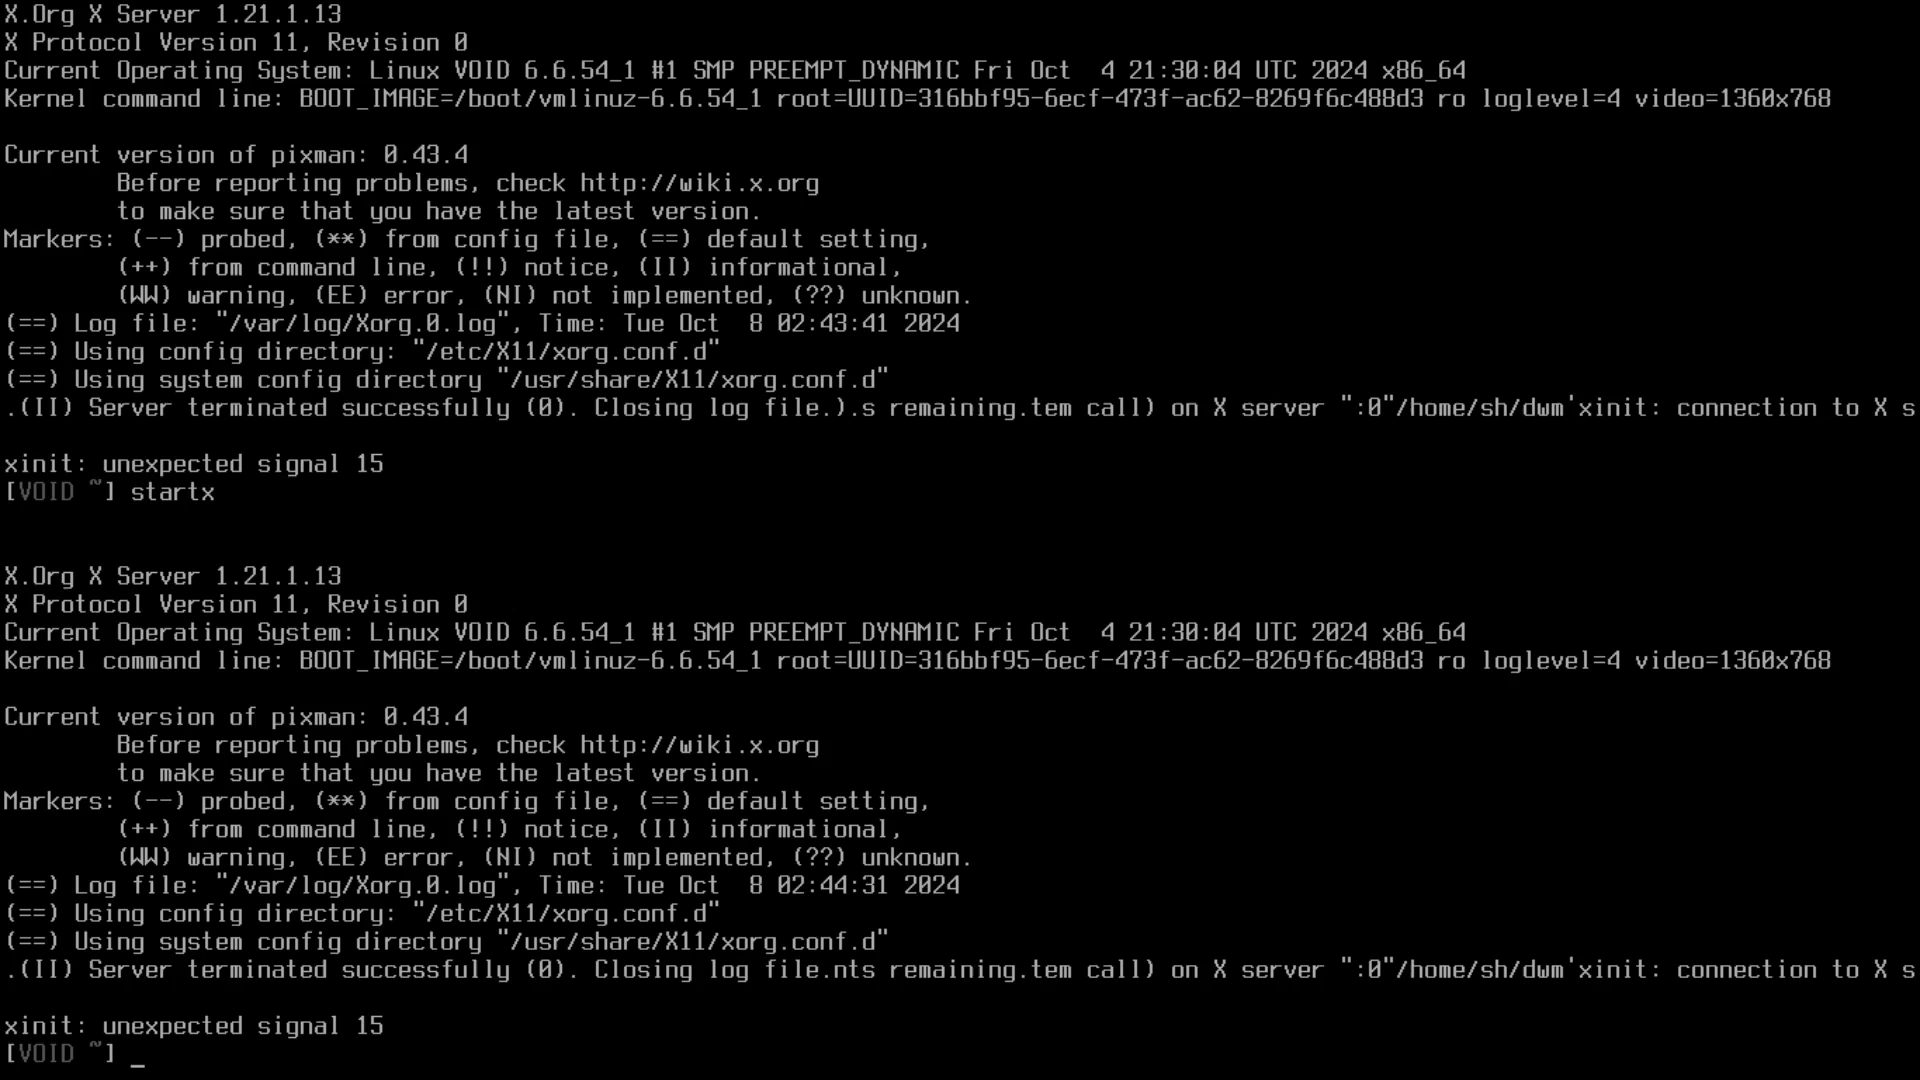 X.Org X Server 1.21.1.13
X Protocol Version 11, Revision 0
Current Operating System: Linux VOID 6.6.54_1 #1 SMP PREEMPT_DYNAMIC Fri Oct  4 21:30:04 UTC 2024 x86_64
Kernel command line: BOOT_IMAGE=/boot/vmlinuz-6.6.54_1 root=UUID=316bbf95-6ecf-473f-ac62-8269f6c488d3 ro loglevel=4 video=1360x768
Current version of pixman: 0.43.4
Before reporting problems, check http://wiki.x.org
to make sure that you have the latest version.
Markers: (--) probed, (**) from config file, (==) default setting,
(++) from command line, (!!) notice, (II) informational,
(WW) warning, (EE) error, (NI) not implemented, (??) unknown.
(==) Log file: "/var/log/Xorg.0.log", Time: Tue Oct  8 02:43:41 2024
(==) Using config directory: "/etc/X11/xorg.conf.d"
(==) Using system config directory "/usr/share/X11/xorg.conf.d"
.(II) Server terminated successfully (0). Closing log file.).s remaining.tem call) on X server ":0"/home/sh/dwm'xinit: connection to X s
xinit: unexpected signal 15
[VOID ~] startx
X.Org X Server 1.21.1.13
X Protocol Version 11, Revision 0
Current Operating System: Linux VOID 6.6.54_1 #1 SMP PREEMPT_DYNAMIC Fri Oct  4 21:30:04 UTC 2024 x86_64
Kernel command line: BOOT_IMAGE=/boot/vmlinuz-6.6.54_1 root=UUID=316bbf95-6ecf-473f-ac62-8269f6c488d3 ro loglevel=4 video=1360x768
Current version of pixman: 0.43.4
Before reporting problems, check http://wiki.x.org
to make sure that you have the latest version.
Markers: (--) probed, (**) from config file, (==) default setting,
(++) from command line, (!!) notice, (II) informational,
(WW) warning, (EE) error, (NI) not implemented, (??) unknown.
(==) Log file: "/var/log/Xorg.0.log", Time: Tue Oct  8 02:44:31 2024
(==) Using config directory: "/etc/X11/xorg.conf.d"
(==) Using system config directory "/usr/share/X11/xorg.conf.d"
.(II) Server terminated successfully (0). Closing log file.nts remaining.tem call) on X server ":0"/home/sh/dwm'xinit: connection to X s
xinit: unexpected signal 15
[VOID ~] _